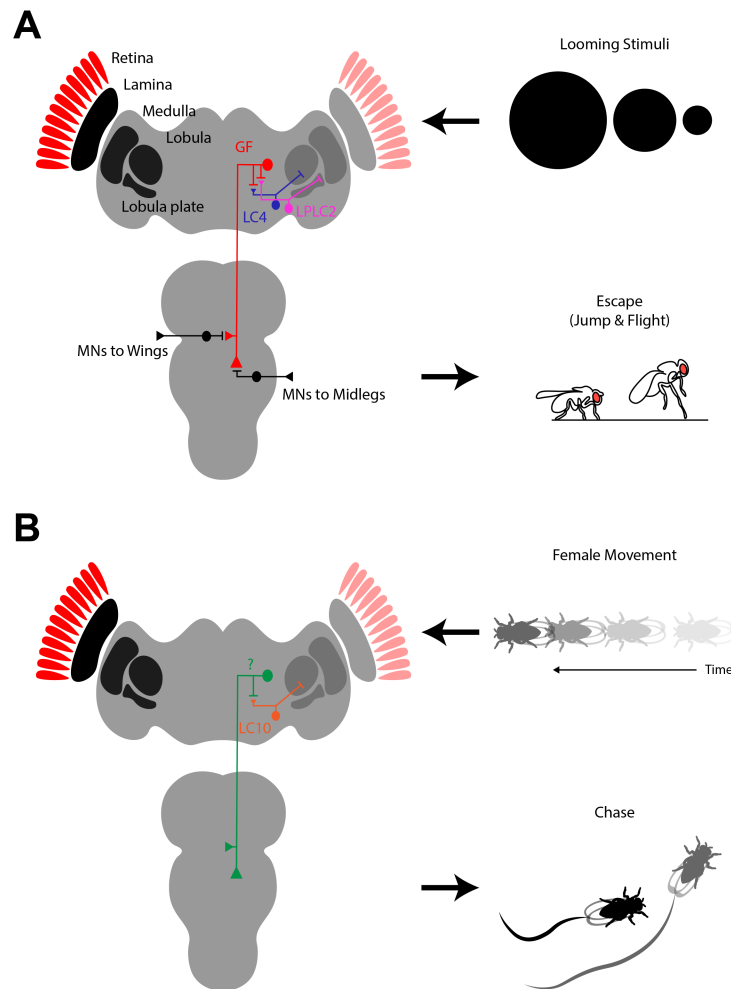 A
Looming Stimuli
Retina
Lamina
Medulla
Lobula
GF
Lobula plate
LC4
LPLC2
Escape
(Jump & Flight)
MNs to Wings
MNs to Midlegs
B
Female Movement
?
Time
LC10
Chase